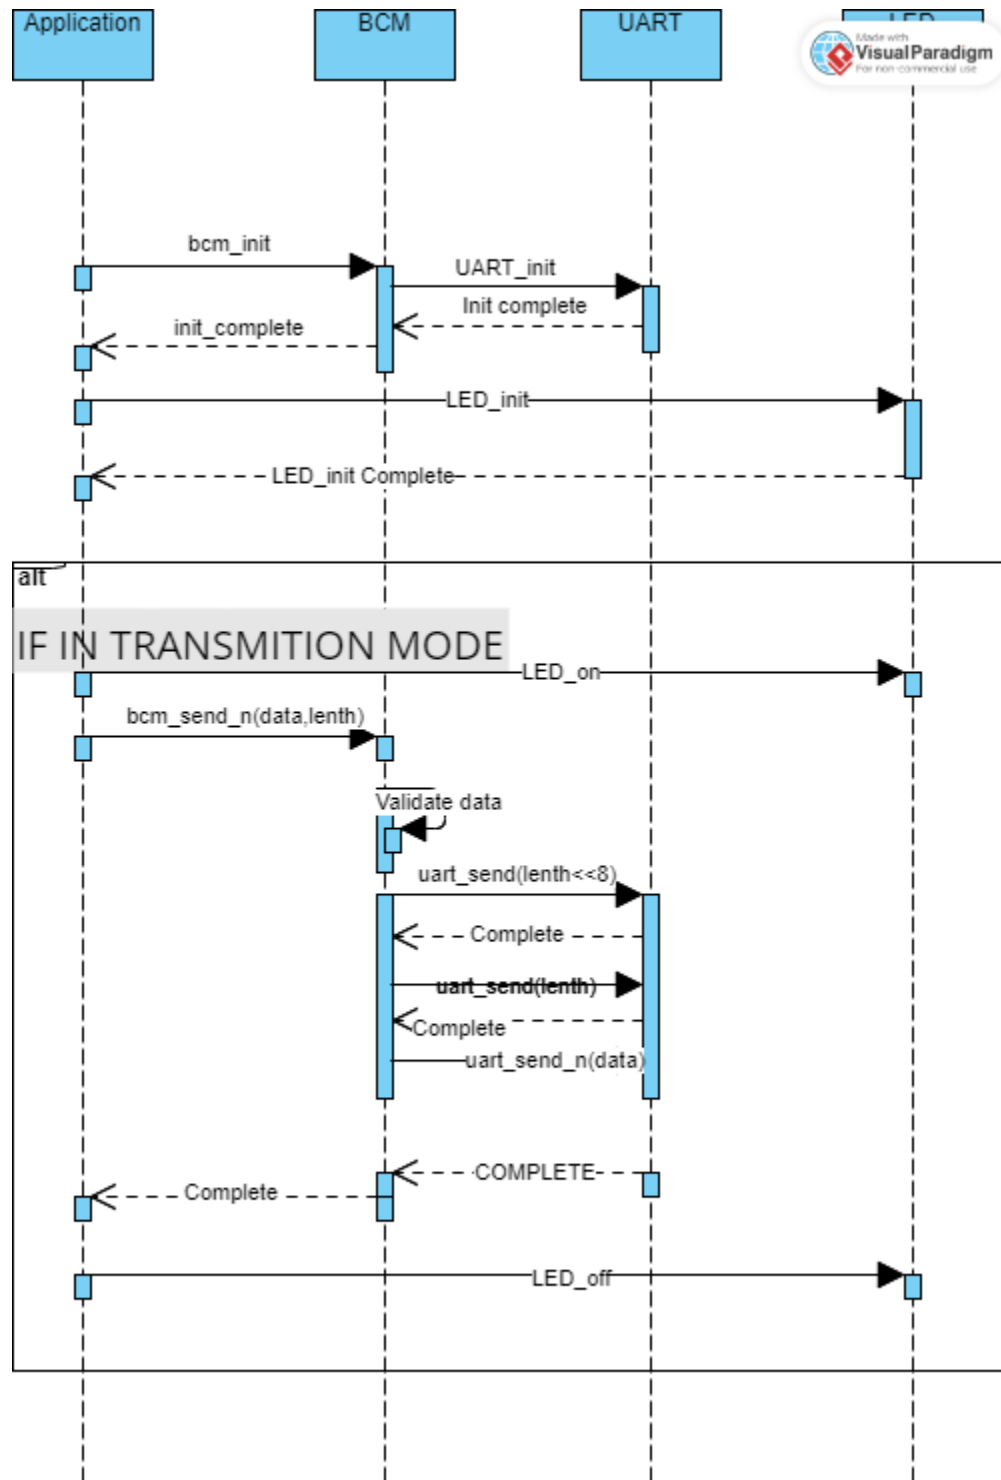 Application
BCM
UART
LED
Made with
VisualParadigm
For non-commercial use
bcm_init
UART_init
Init complete
init_complete
LED_init
LED_init Complete
alt
IF IN TRANSMITION MODE
LED_on
bcm_send_n(data,lenth)
Validate data
uart_send(lenth<<8)
Complete
uart_send(lenth)
Complete
uart_send_n(data)
COMPLETE
Complete
LED_off